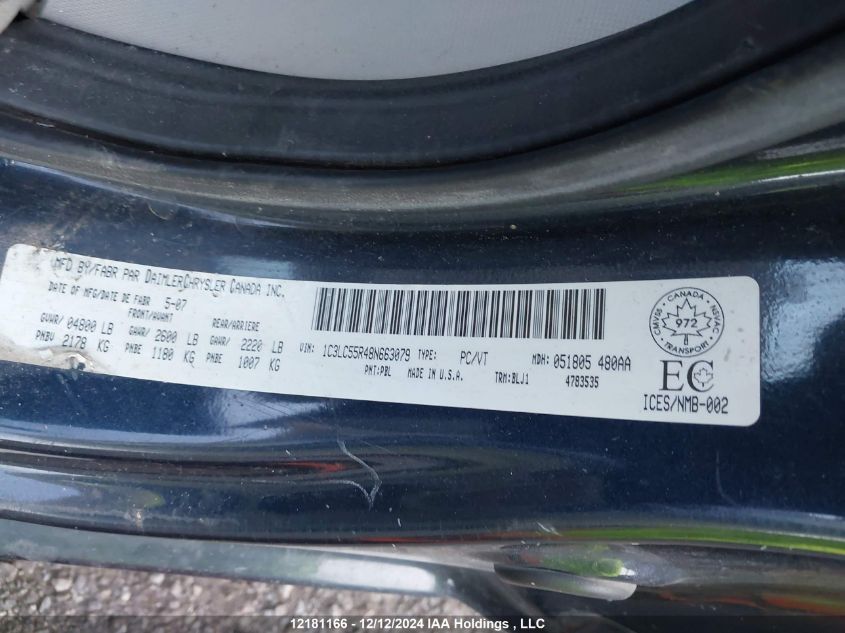 MFD BY/FABR PAR DAIMLERCHRYSLER CANADA INC.
DATE OF MFG/DATE DE FABR 5-07
FRONT/AVANT REAR/ARRIERE
GVWR/ 04800 LB GAWR/ 2600 LB GAWR/ 2220 LB
PNBV 2178 KG PNBE 1180 KG PNBE 1007 KG
VIN: 1C3LC55R48N663079 TYPE: PC/VT MDH: 051805 480AA
PNT:PBL MADE IN U.S.A. TRM:BLJ1 4783535
CANADA
CMVSS NSVAC
972
TRANSPORT
EC
ICES/NMB-002
12181166 - 12/12/2024 IAA Holdings , LLC